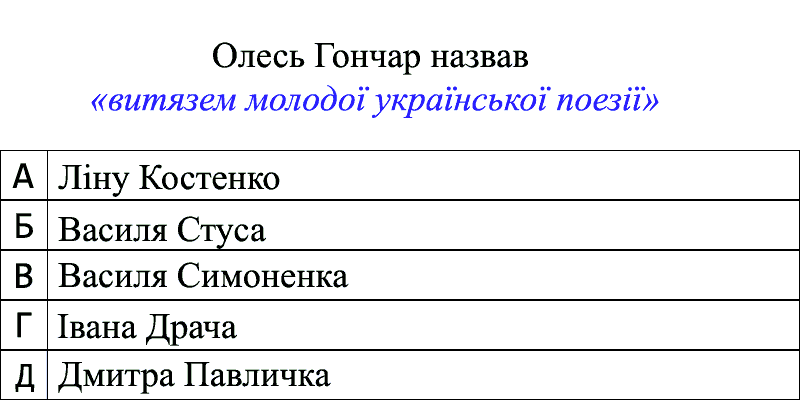 Олесь Гончар назвав
«витязем молодої української поезії»
А Ліну Костенко
Б Василя Стуса
В Василя Симоненка
Г Івана Драча
Д Дмитра Павличка